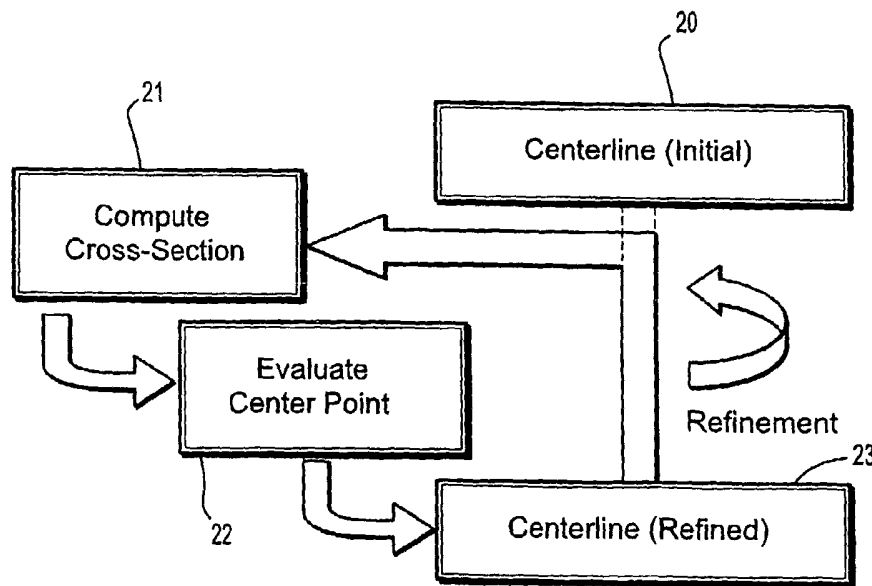 20
21
Centerline (Initial)
Compute
Cross-Section
Evaluate
Center Point
Refinement
23
22
Centerline (Refined)